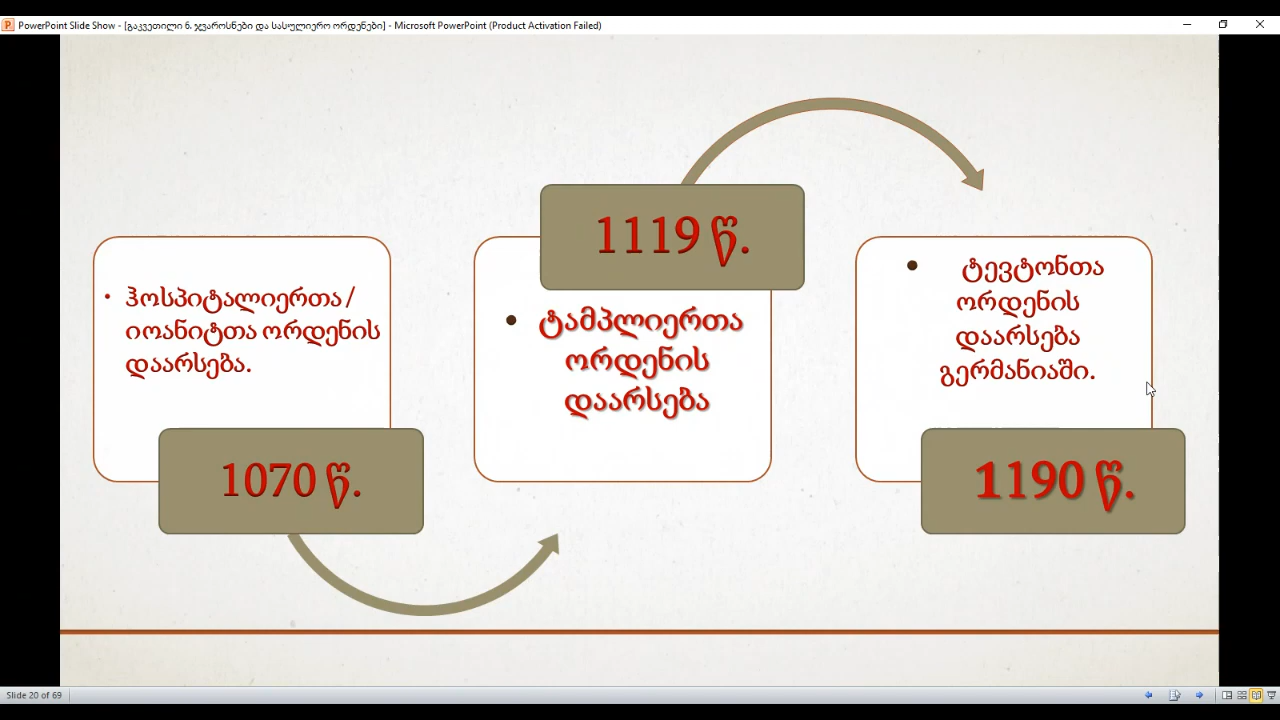 PowerPoint Slide Show - [გაკვეთილი 6. ჯვაროსნები და სასულიერო ორდენები] - Microsoft PowerPoint (Product Activation Failed)
• ჰოსპიტალიერთა /
იოანიტთა ორდენის
დაარსება.
1070 წ.
1119 წ.
• ტამპლიერთა
ორდენის
დაარსება
• ტევტონთა
ორდენის
დაარსება
გერმანიაში.
1190 წ.
Slide 20 of 69